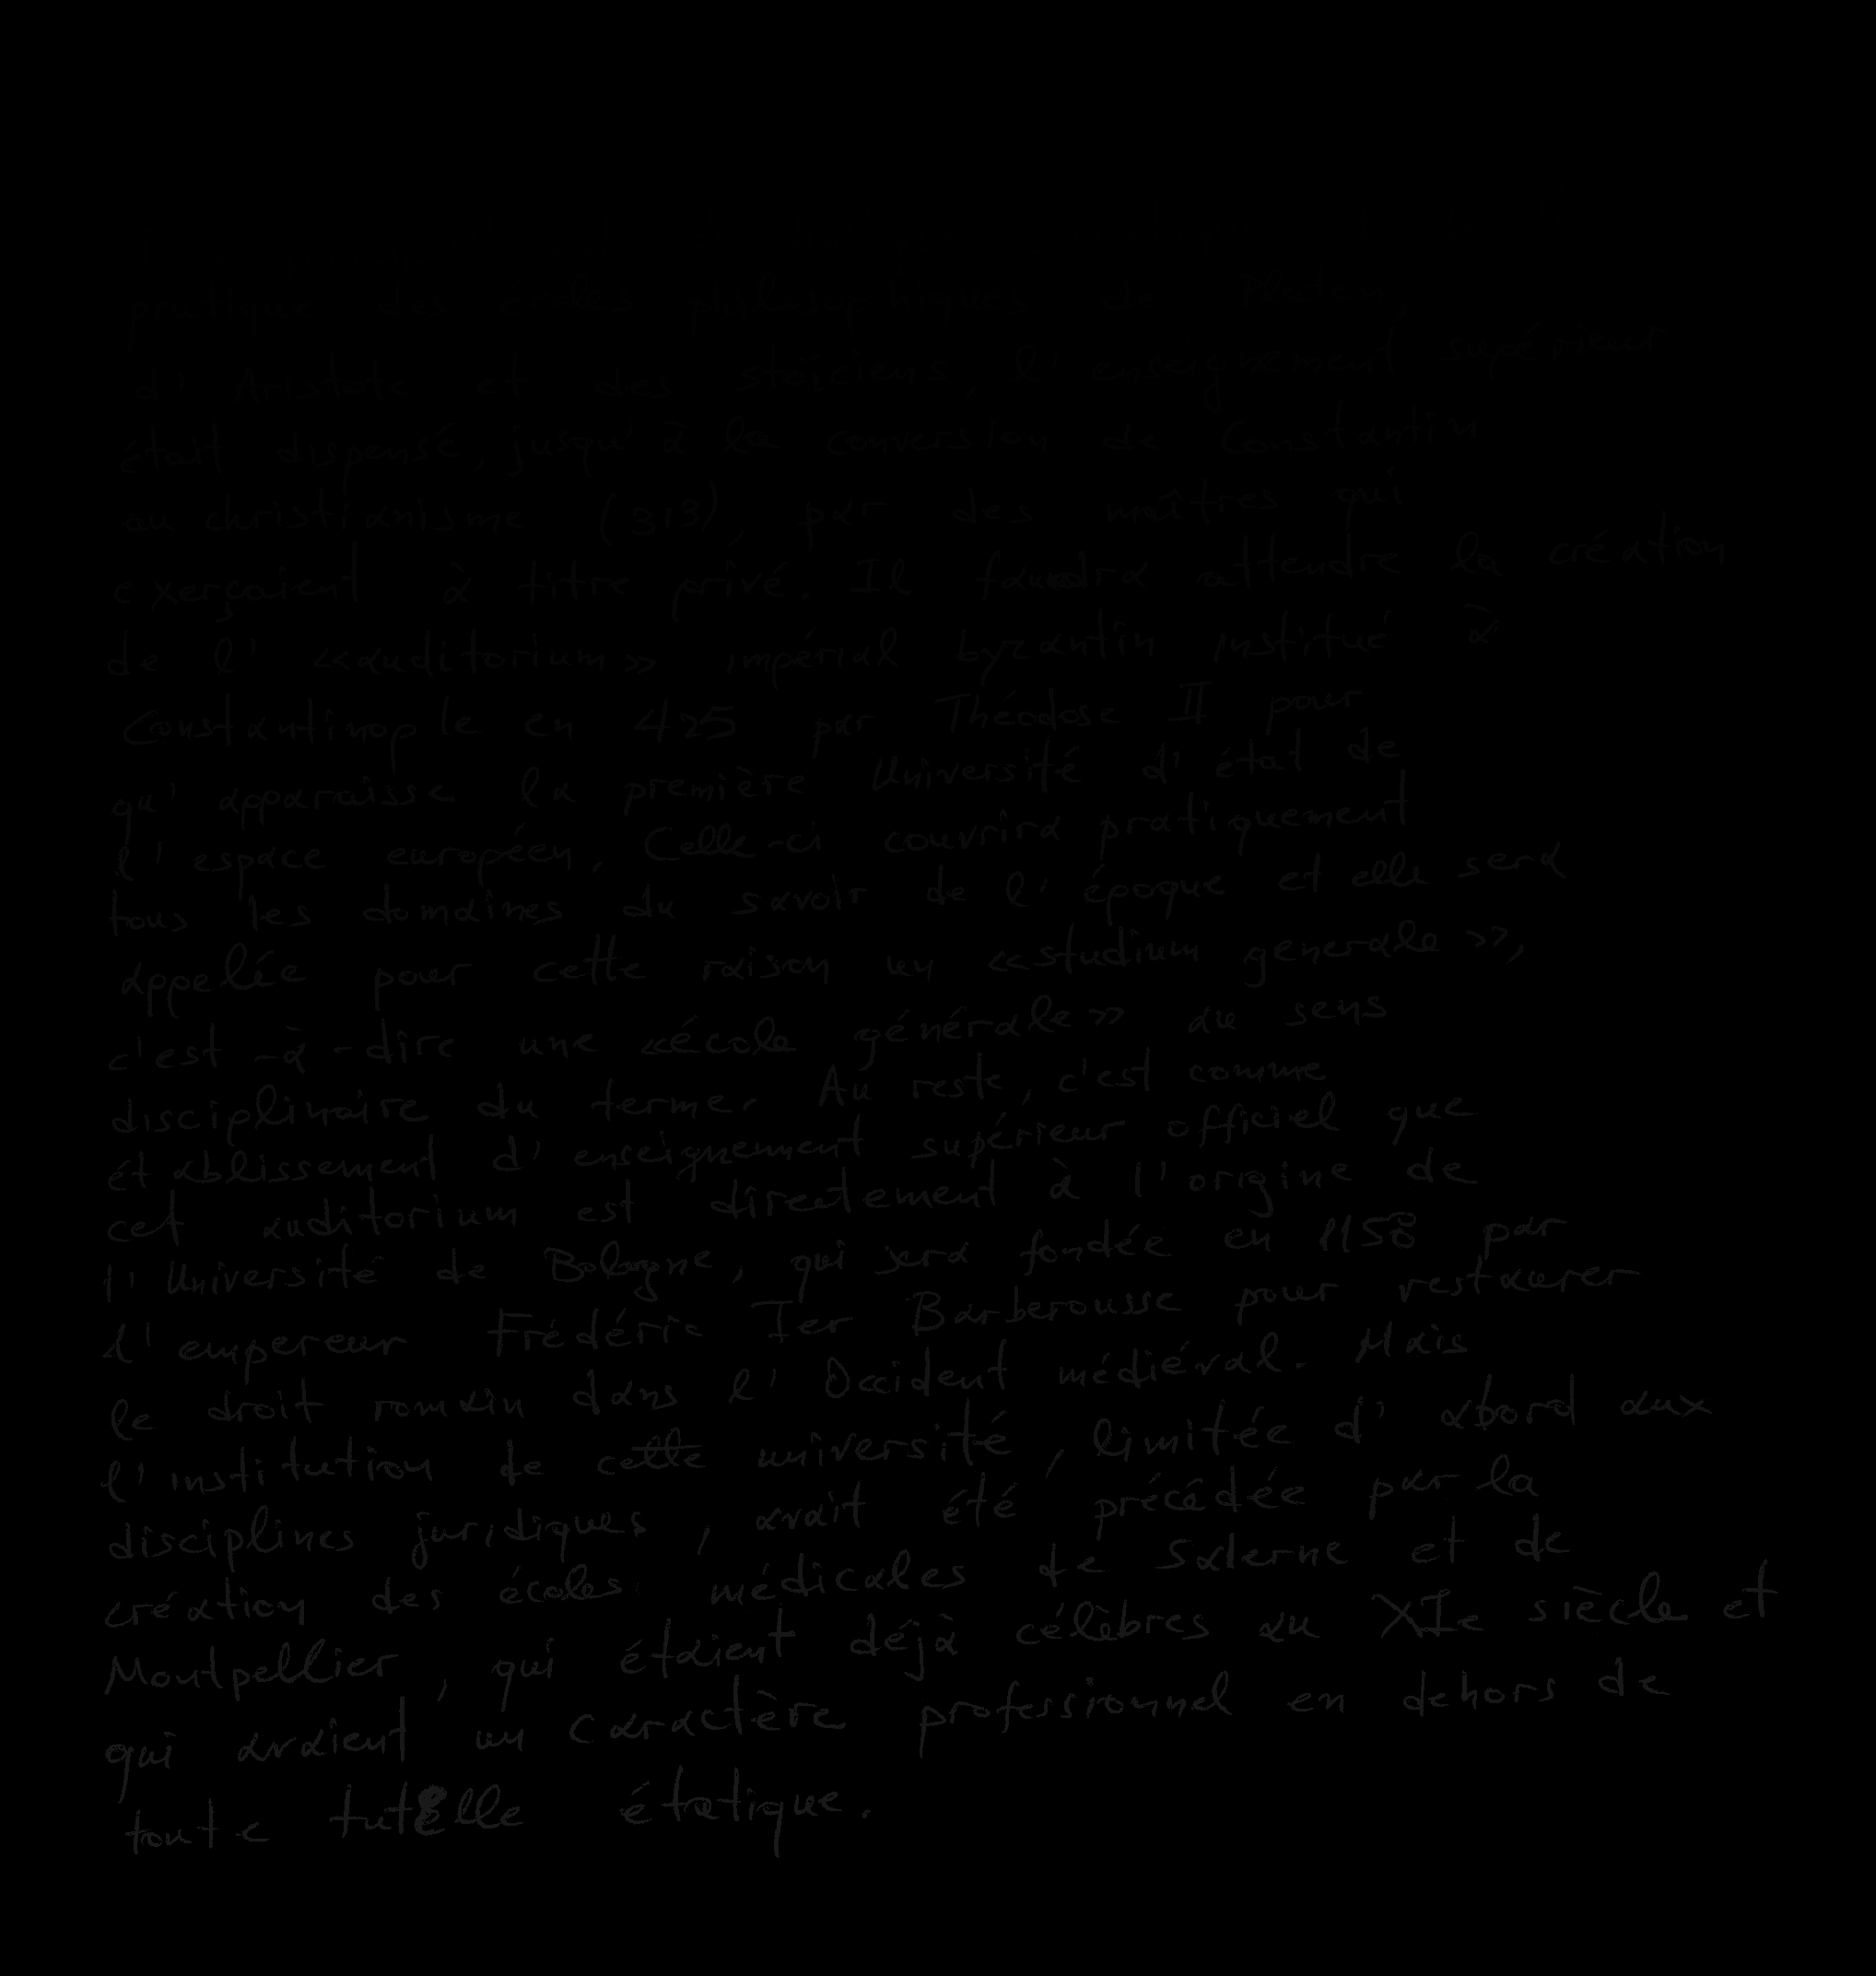 pratique des écoles philosophiques de Platon,
d'Aristote et des stoïciens, l'enseignement supérieur
était dispensé, jusqu'à la conversion de Constantin
au christianisme (313), par des maîtres qui
exerçaient à titre privé. Il faudra attendre la création
de l' «auditorium» impérial byzantin institué à
Constantinople en 425 par Théodose II pour
qu'apparaisse la première Université d'état de
l'espace européen. Celle-ci couvrira pratiquement
tous les domaines du savoir de l'époque et elle sera
appelée pour cette raison un «studium generale»,
c'est-à-dire une «école générale» au sens
disciplinaire du terme. Au reste, c'est comme
établissement d'enseignement supérieur officiel que
cet auditorium est directement à l'origine de
l'Université de Bologne, qui sera fondée en 1158 par
l'empereur Frédéric Ier Barberousse pour restaurer
le droit romain dans l'Occident médiéval. Mais
l'institution de cette université, limitée d'abord aux
disciplines juridiques, avait été précédée par la
création des écoles médicales de Salerne et de
Montpellier, qui étaient déjà célèbres au XIe siècle et
qui avaient un caractère professionnel en dehors de
toute tutelle étatique.